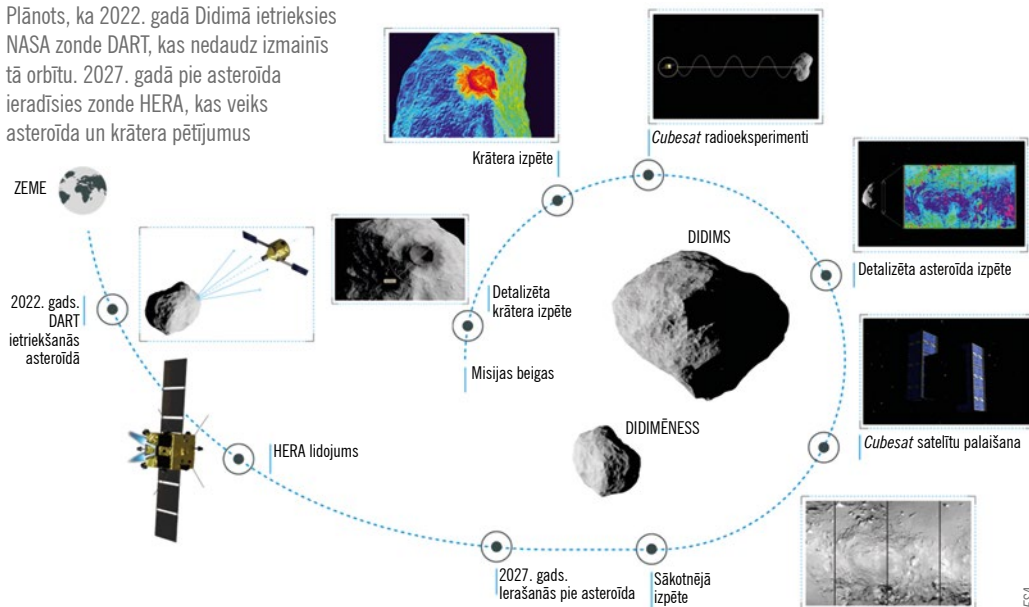 Plānots, ka 2022. gadā Didimā ietrieksies
NASA zonde DART, kas nedaudz izmainīs
tā orbītu. 2027. gadā pie asteroīda
ieradīsies zonde HERA, kas veiks
asteroīda un krātera pētījumus
ZEME
2022. gads.
DART
ietriekšanās
asteroīdā
HERA lidojums
2027. gads.
Ierašanās pie asteroīda
Sākotnējā
izpēte
Cubesat satelītu palaišana
Detalizēta asteroīda izpēte
Cubesat radioeksperimenti
Krātera izpēte
Detalizēta
krātera izpēte
Misijas beigas
DIDIMS
DIDIMĒNESS
ESA